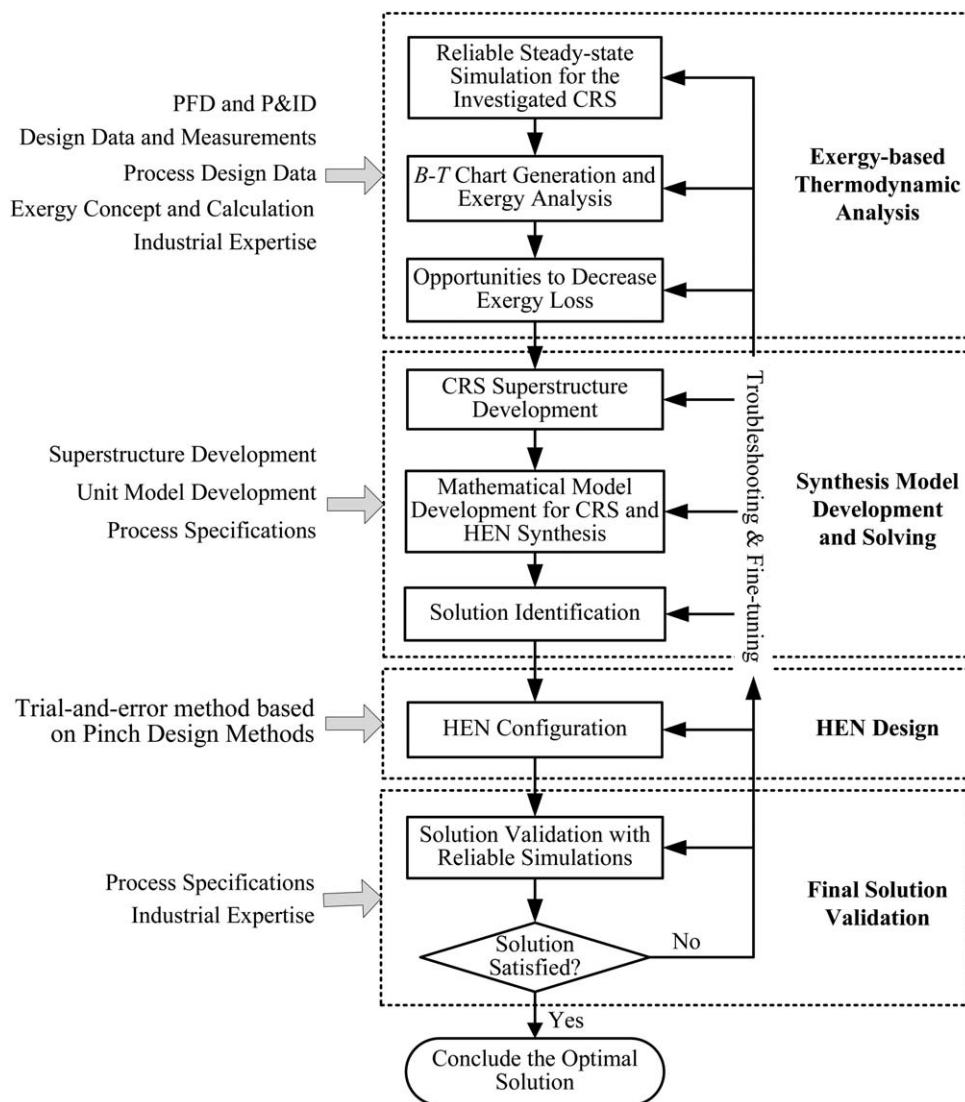 Reliable Steady-state
Simulation for the
Investigated CRS
PFD and P&ID
Design Data and Measurements
Process Design Data
Exergy Concept and Calculation
Industrial Expertise
B-T Chart Generation and
Exergy Analysis
Exergy-based
Thermodynamic
Analysis
Opportunities to Decrease
Exergy Loss
CRS Superstructure
Development
Superstructure Development
Unit Model Development
Process Specifications
Mathematical Model
Development for CRS and
HEN Synthesis
Synthesis Model
Development
and Solving
Solution Identification
Troubleshooting & Fine-tuning
Trial-and-error method based
on Pinch Design Methods
HEN Configuration
HEN Design
Solution Validation with
Reliable Simulations
Process Specifications
Industrial Expertise
Final Solution
Validation
Solution
Satisfied?
No
Yes
Conclude the Optimal
Solution